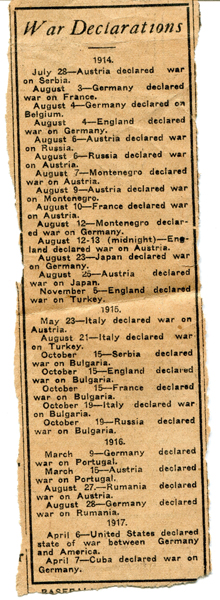 War Declarations
1914.
July 28—Austria declared war
on Serbia.
August 3—Germany declared
war on France.
August 4—Germany declared on
Belgium.
August 4—England declared
war on Germany.
August 6—Austria declared war
on Russia.
August 6—Russia declared war
on Austria.
August 7—Montenegro declared
war on Austria.
August 9—Austria declared war
on Montenegro.
August 10—France declared war
on Austria.
August 12—Montenegro declar-
ed war on Germany.
August 12-13 (midnight)—Eng-
land declared war on Austria.
August 23—Japan declared war
on Germany.
August 25—Austria declared
war on Japan.
November 5—England declared
war on Turkey.
1915.
May 23—Italy declared war on
Austria.
August 21—Italy declared war
on Turkey.
October 15—Serbia declared
war on Bulgaria.
October 15—England declared
war on Bulgaria.
October 15—France declared
war on Bulgaria.
October 19—Italy declared war
on Bulgaria.
October 19—Russia declared
war on Bulgaria.
1916.
March 9—Germany declared
war on Portugal.
March 15—Austria declared
war on Portugal.
August 27.—Rumania declared
war on Austria.
August 28—Germany declared
war on Rumania.
1917.
April 6—United States declared
state of war between Germany
and America.
April 7—Cuba declared war on
Germany.